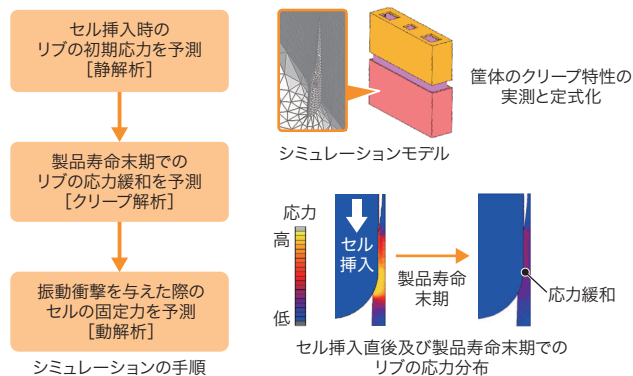 セル挿入時の
リブの初期応力を予測
[静解析]
製品寿命末期での
リブの応力緩和を予測
[クリープ解析]
振動衝撃を与えた際の
セルの固定力を予測
[動解析]
シミュレーションの手順
筐体のクリープ特性の
実測と定式化
シミュレーションモデル
応力
高
低
セル
挿入
製品寿命
末期
応力緩和
セル挿入直後及び製品寿命末期での
リブの応力分布